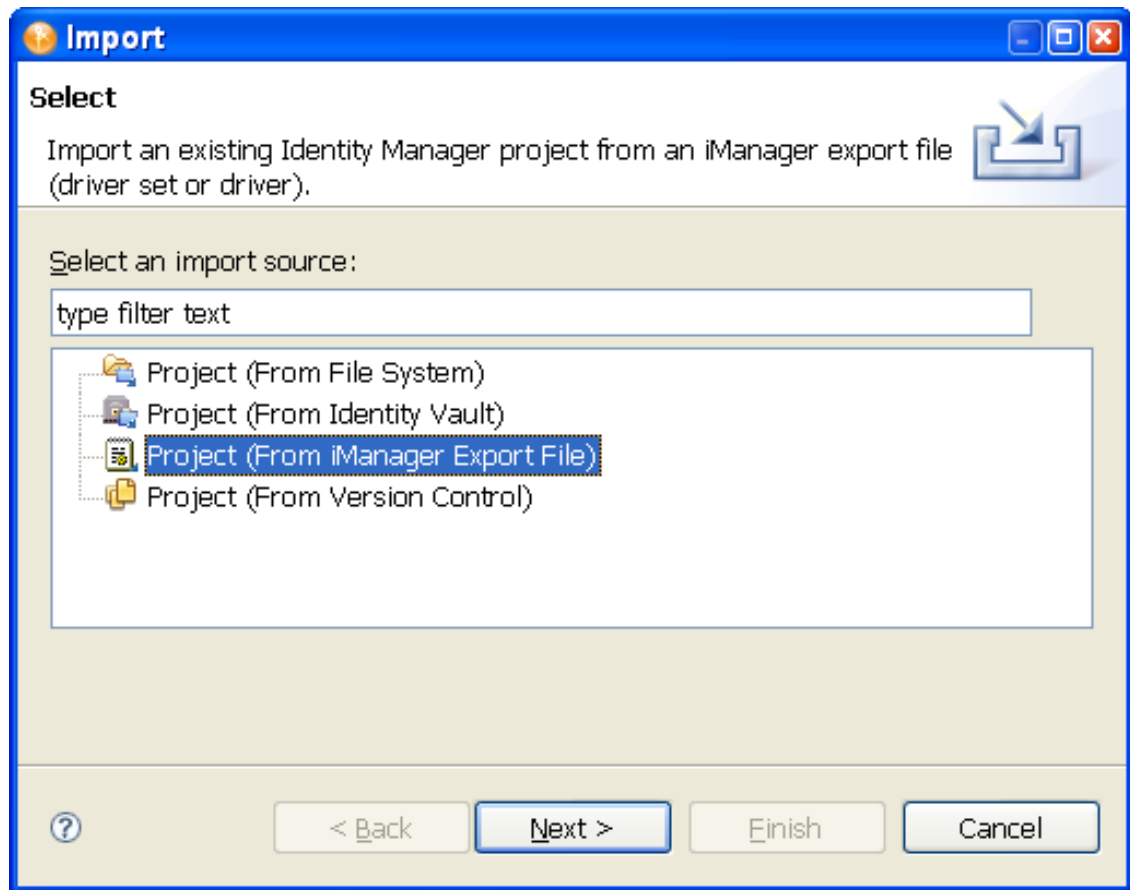 Import
Select
Import an existing Identity Manager project from an iManager export file
(driver set or driver).
Select an import source:
type filter text
Project (From File System)
Project (From Identity Vault)
Project (From iManager Export File)
Project (From Version Control)
? < Back Next > Finish Cancel